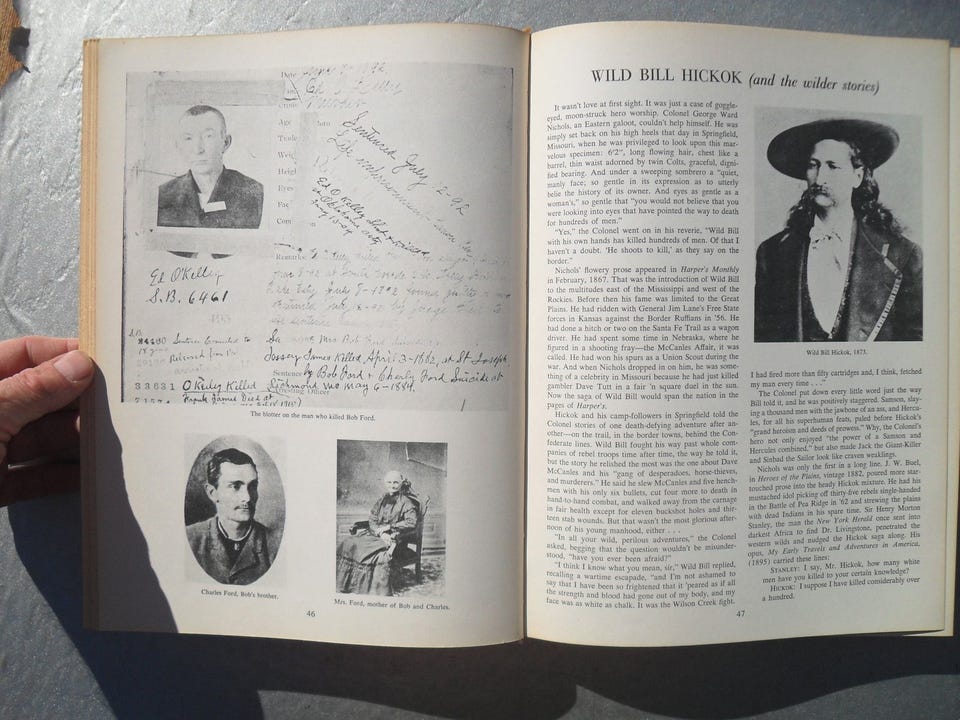 Date
Ed O'Kelley
Age
Trade
Heigh
Eyes
Com
Sentenced July 2-92
Life imprisonment
Ed O'Kelley
S.B. 6461
Jessey James Killed April 3-1882, at St Joseph
by Bob Ford &
Richmond mo May 6-1884.
33631 O'Kelley Killed
Frank James Died at
The blotter on the man who killed Bob Ford.
Charles Ford, Bob's brother.
Mrs. Ford, mother of Bob and Charles.
46
WILD BILL HICKOK (and the wilder stories)
It wasn't love at first sight. It was just a case of goggle-
eyed, moon-struck hero worship. Colonel George Ward
Nichols, an Eastern galoot, couldn't help himself. He was
simply set back on his high heels that day in Springfield,
Missouri, when he was privileged to look upon this mar-
velous specimen: 6'2", long flowing hair, chest like a
barrel, thin waist adorned by twin Colts, graceful, digni-
fied bearing. And under a sweeping sombrero a "quiet,
manly face; so gentle in its expression as to utterly
belie the history of its owner. And eyes as gentle as a
woman's," so gentle that "you would not believe that you
were looking into eyes that have pointed the way to death
for hundreds of men."
"Yes," the Colonel went on in his reverie, "Wild Bill
with his own hands has killed hundreds of men. Of that I
haven't a doubt. 'He shoots to kill,' as they say on the
border."
Nichols' flowery prose appeared in Harper's Monthly
in February, 1867. That was the introduction of Wild Bill
to the multitudes east of the Mississippi and west of the
Rockies. Before then his fame was limited to the Great
Plains. He had ridden with General Jim Lane's Free State
forces in Kansas against the Border Ruffians in '56. He
had done a hitch or two on the Santa Fe Trail as a wagon
driver. He had spent some time in Nebraska, where he
figured in a shooting fray—the McCanles Affair, it was
called. He had won his spurs as a Union Scout during the
war. And when Nichols dropped in on him, he was some-
thing of a celebrity in Missouri because he had just killed
gambler Dave Tutt in a fair 'n square duel in the sun.
Now the saga of Wild Bill would span the nation in the
pages of Harper's.
Hickok and his camp-followers in Springfield told the
Colonel stories of one death-defying adventure after an-
other—on the trail, in the border towns, behind the Con-
federate lines. Wild Bill fought his way past whole com-
panies of rebel troops time after time, the way he told it,
but the story he relished the most was the one about Dave
McCanles and his "gang of desperadoes, horse-thieves,
and murderers." He said he slew McCanles and five hench-
men with his only six bullets, cut four more to death in
hand-to-hand combat, and walked away from the carnage
in fair health except for eleven buckshot holes and thir-
teen stab wounds. But that wasn't the most glorious after-
noon of his young manhood, either . . .
"In all your wild, perilous adventures," the Colonel
asked, begging that the question wouldn't be misunder-
stood, "have you ever been afraid?"
"I think I know what you mean, sir," Wild Bill replied,
recalling a wartime escapade, "and I'm not ashamed to
say that I have been so frightened that it 'peared as if all
the strength and blood had gone out of my body, and my
face was as white as chalk. It was the Wilson Creek fight.
Wild Bill Hickok, 1873.
I had fired more than fifty cartridges and, I think, fetched
my man every time . . ."
The Colonel put down every little word just the way
Bill told it, and he was positively staggered. Samson, slay-
ing a thousand men with the jawbone of an ass, and Hercu-
les, for all his superhuman feats, paled before Hickok's
"grand heroism and deeds of prowess." Why, the Colonel's
hero not only enjoyed "the power of a Samson and
Hercules combined," but also made Jack the Giant-Killer
and Sinbad the Sailor look like craven weaklings.
Nichols was only the first in a long line. J. W. Buel,
in Heroes of the Plains, vintage 1882, poured more star-
touched prose into the heady Hickok mixture. He had his
mustached idol picking off thirty-five rebels single-handed
in the Battle of Pea Ridge in '62 and strewing the plains
with dead Indians in his spare time. Sir Henry Morton
Stanley, the man the New York Herald once sent into
darkest Africa to find Dr. Livingstone, penetrated the
western wilds and nudged the Hickok saga along. His
opus, My Early Travels and Adventures in America,
(1895) carried these lines:
STANLEY: I say, Mr. Hickok, how many white
men have you killed to your certain knowledge?
HICKOK: I suppose I have killed considerably over
a hundred.
47